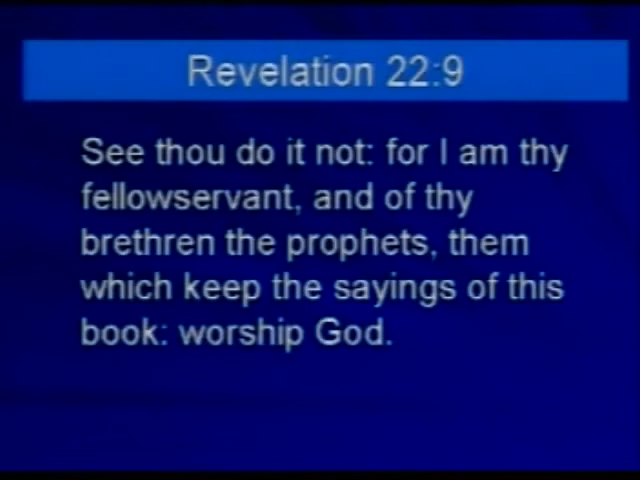 Revelation 22:9
See thou do it not: for I am thy
fellowservant, and of thy
brethren the prophets, them
which keep the sayings of this
book: worship God.